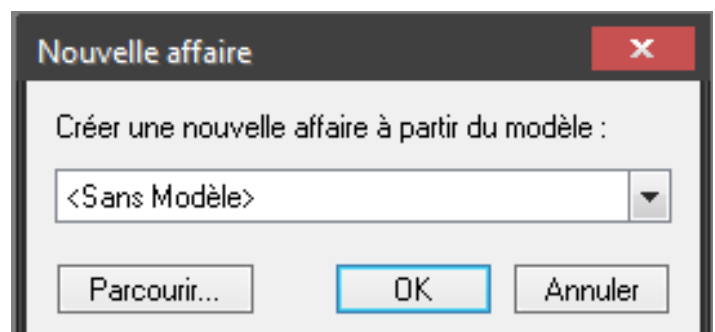 Nouvelle affaire
Créer une nouvelle affaire à partir du modèle :
<Sans Modèle>
Parcourir... OK Annuler